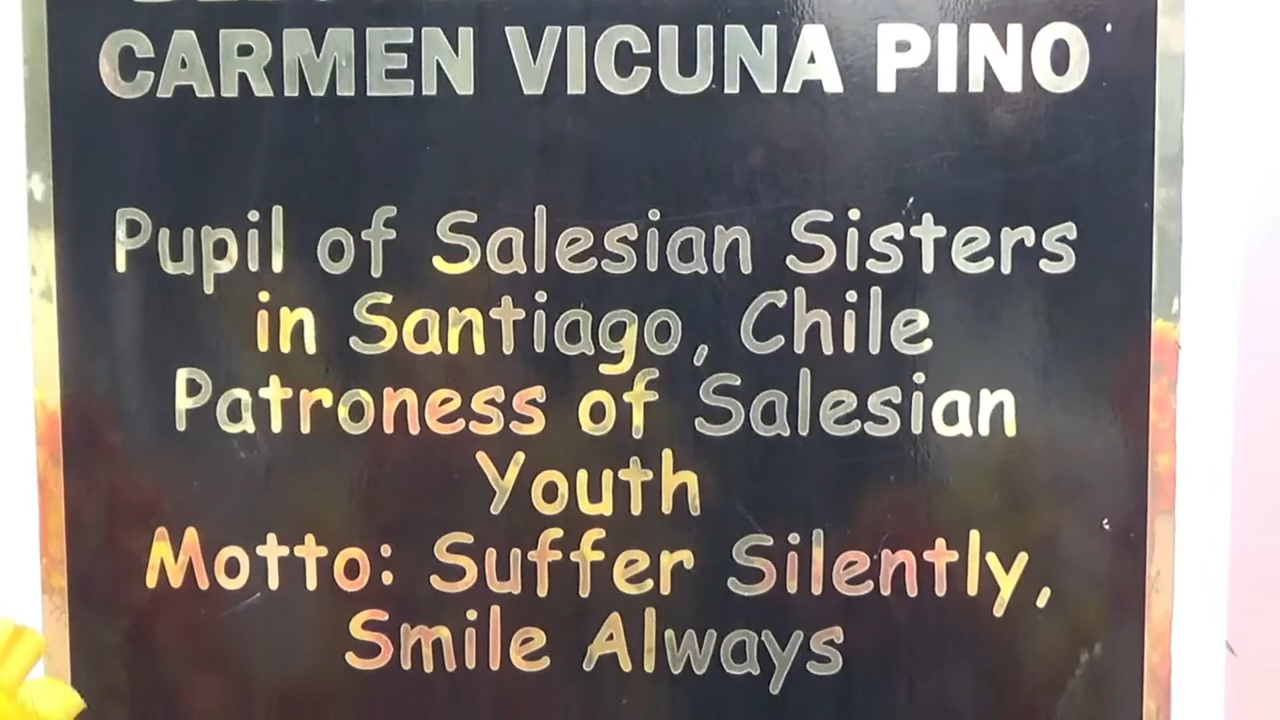 CARMEN VICUNA PINO
Pupil of Salesian Sisters
in Santiago, Chile
Patroness of Salesian
Youth
Motto: Suffer Silently,
Smile Always